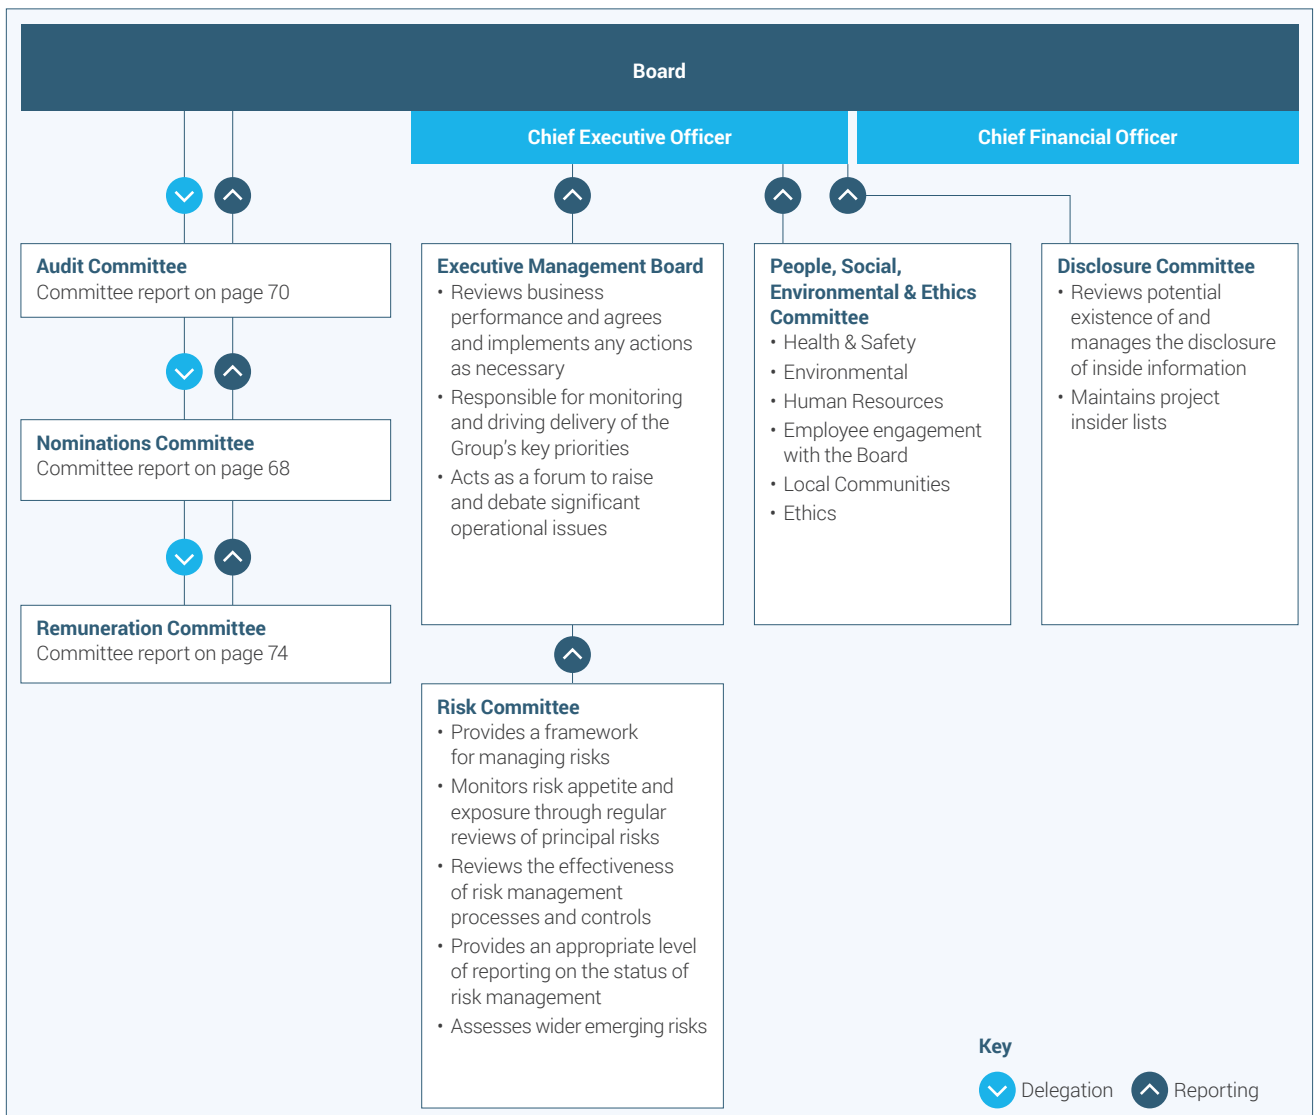 Board
Chief Executive Officer
Chief Financial Officer
Audit Committee
Committee report on page 70
Nominations Committee
Committee report on page 68
Remuneration Committee
Committee report on page 74
Executive Management Board
• Reviews business
performance and agrees
and implements any actions
as necessary
• Responsible for monitoring
and driving delivery of the
Group’s key priorities
• Acts as a forum to raise
and debate significant
operational issues
People, Social,
Environmental & Ethics
Committee
• Health & Safety
• Environmental
• Human Resources
• Employee engagement
with the Board
• Local Communities
• Ethics
Disclosure Committee
• Reviews potential
existence of and
manages the disclosure
of inside information
• Maintains project
insider lists
Risk Committee
• Provides a framework
for managing risks
• Monitors risk appetite and
exposure through regular
reviews of principal risks
• Reviews the effectiveness
of risk management
processes and controls
• Provides an appropriate level
of reporting on the status of
risk management
• Assesses wider emerging risks
Key
Delegation
Reporting